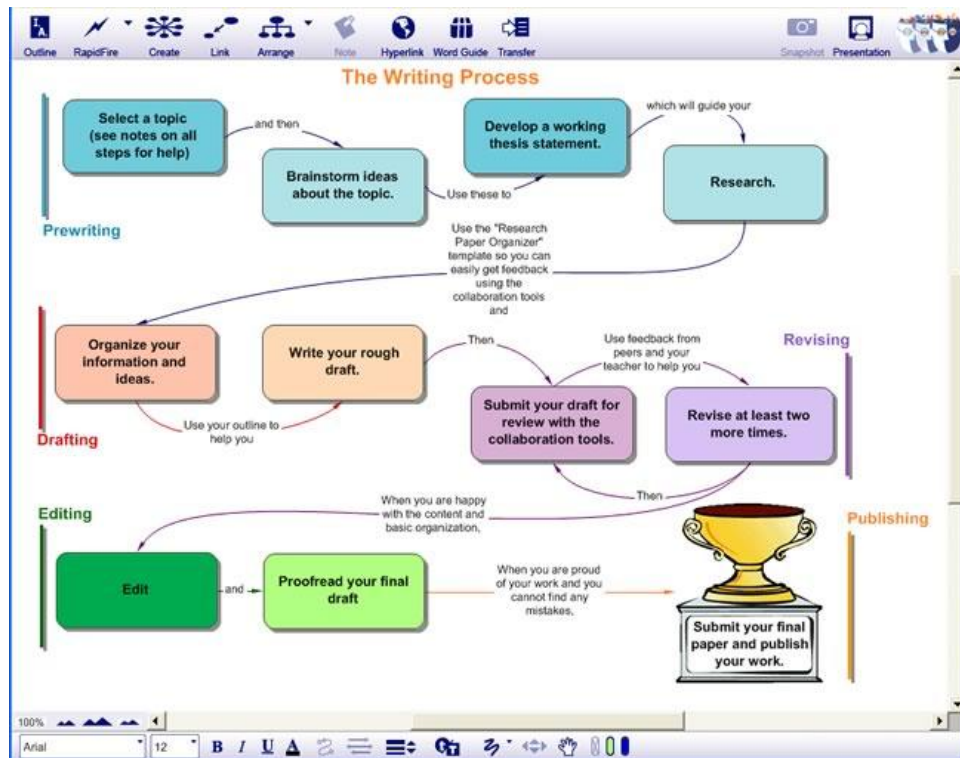 Outline RapidFire Create Link Arrange Note Hyperlink Word Guide Transfer Snapshot Presentation
The Writing Process
Select a topic
(see notes on all
steps for help)
and then
Brainstorm ideas
about the topic.
Use these to
Develop a working
thesis statement.
which will guide your
Research.
Prewriting
Use the "Research
Paper Organizer"
template so you can
easily get feedback
using the
collaboration tools
and
Organize your
information and
ideas.
Use your outline to
help you
Write your rough
draft.
Then
Drafting
Submit your draft for
review with the
collaboration tools.
Use feedback from
peers and your
teacher to help you
Revise at least two
more times.
Then
Revising
When you are happy
with the content and
basic organization,
Editing
Edit
and
Proofread your final
draft
When you are proud
of your work and you
cannot find any
mistakes,
Publishing
Submit your final
paper and publish
your work.
100%
Arial 12 B I U A